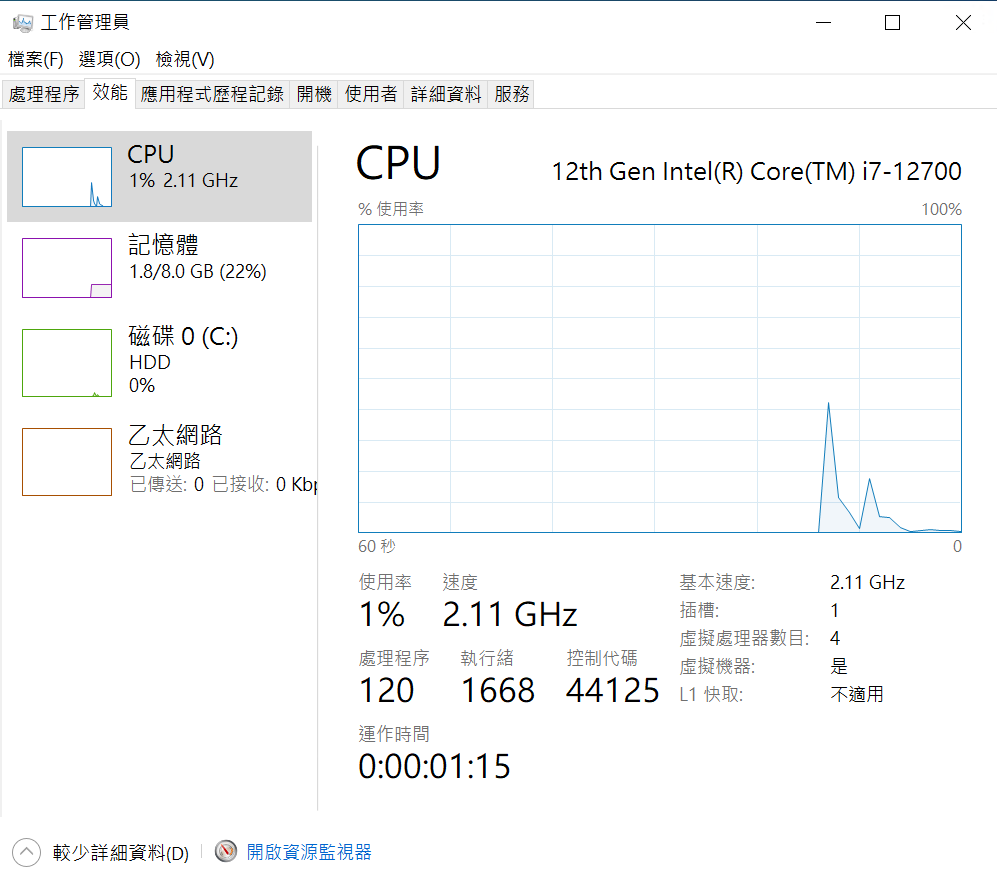 工作管理員
檔案(F) 選項(O) 檢視(V)
處理程序 效能 應用程式歷程記錄 開機 使用者 詳細資料 服務
CPU
1% 2.11 GHz
記憶體
1.8/8.0 GB (22%)
磁碟 0 (C:)
HDD
0%
乙太網路
乙太網路
已傳送: 0 已接收: 0 Kbp
CPU 12th Gen Intel(R) Core(TM) i7-12700
% 使用率 100%
60 秒 0
使用率 速度
1% 2.11 GHz
處理程序 執行緒 控制代碼
120 1668 44125
運作時間
0:00:01:15
基本速度: 2.11 GHz
插槽: 1
虛擬處理器數目: 4
虛擬機器: 是
L1 快取: 不適用
較少詳細資料(D) 開啟資源監視器